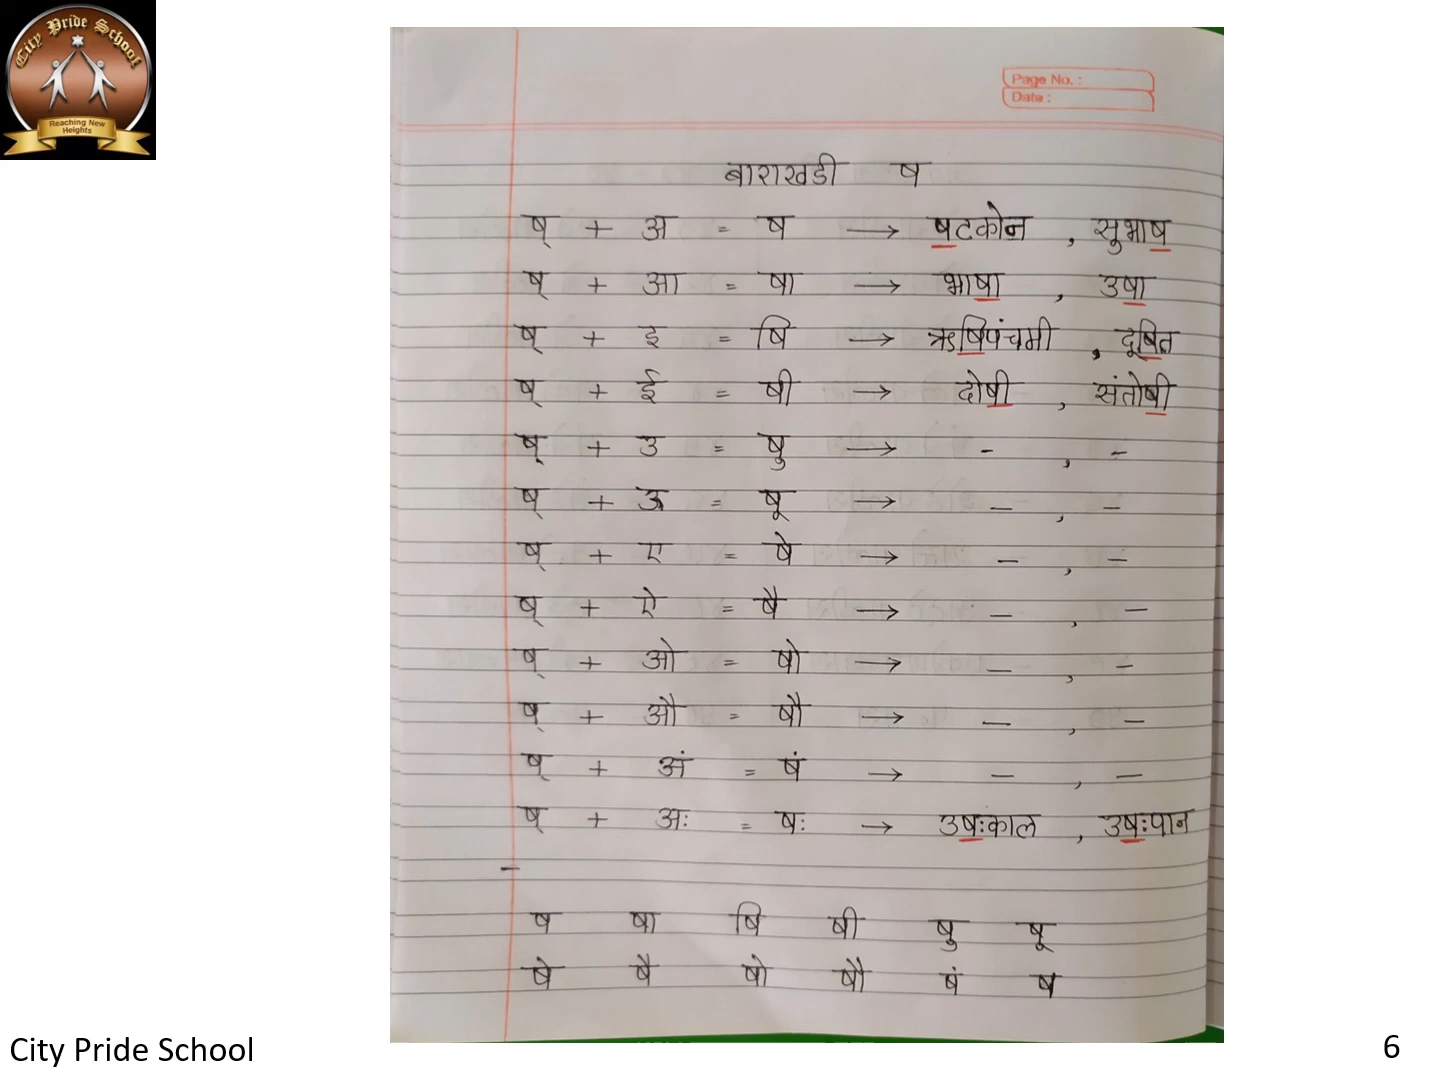 City Pride School
Reaching New
Heights
Page No. :
Date :
बाराखडी ष
ष् + अ = ष → षटकोन , सुभाष
ष् + आ = षा → भाषा , उषा
ष् + इ = षि → ऋषिपंचमी , दूषित
ष् + ई = षी → दोषी , संतोषी
ष् + उ = षु → - , -
ष् + ऊ = षू → - , -
ष् + ए = षे → - , -
ष् + ऐ = षै → - , -
ष् + ओ = षो → - , -
ष् + औ = षौ → - , -
ष् + अं = षं → - , -
ष् + अः = षः → उषःकाल , उषःपान
-
ष षा षि षी षु षू
षे षै षो षौ षं ष
City Pride School
6